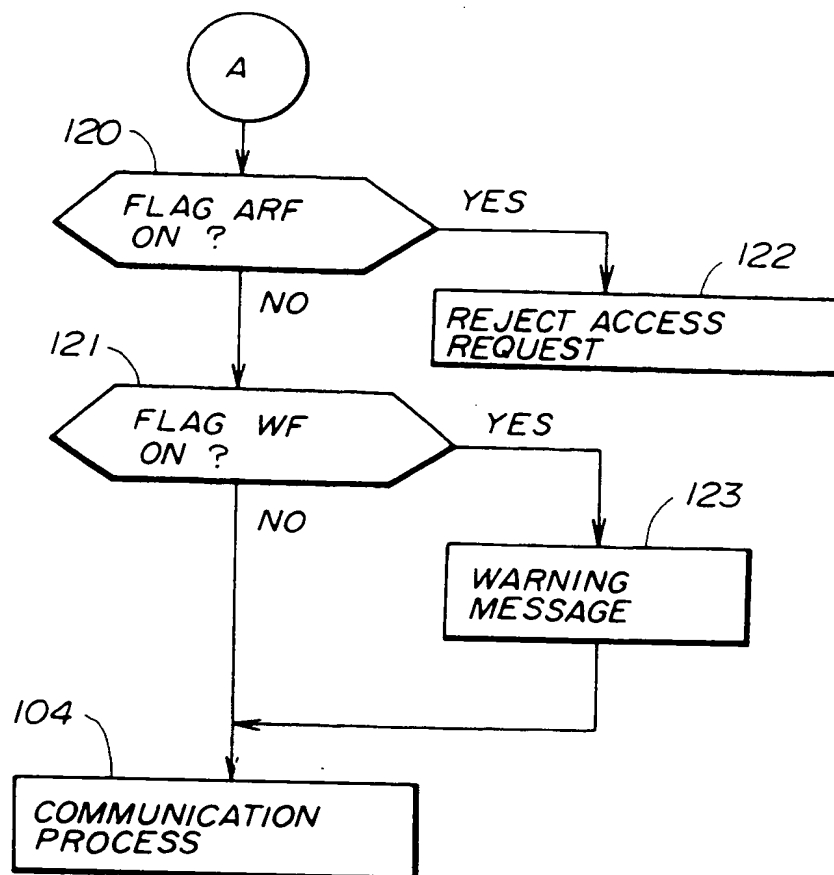 A
120
FLAG ARF
ON ?
YES
122
NO
REJECT ACCESS
REQUEST
121
FLAG WF
ON ?
YES
NO
123
WARNING
MESSAGE
104
COMMUNICATION
PROCESS